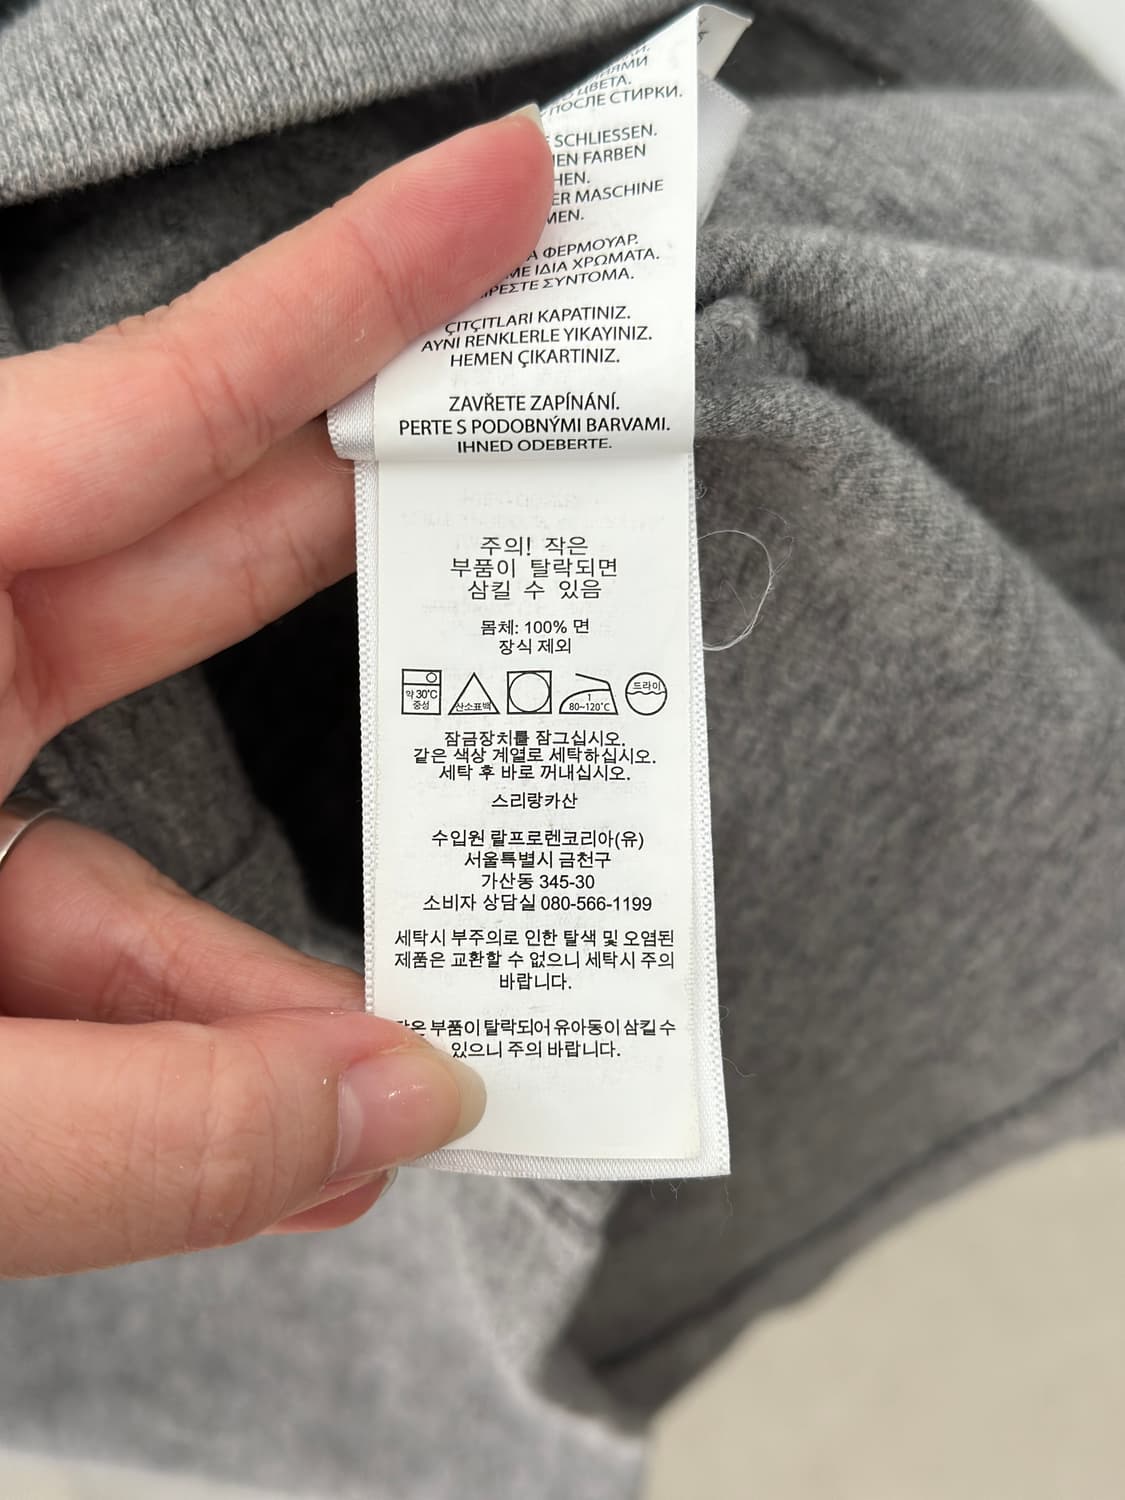 ЦВЕТА.
ПОСЛЕ СТИРКИ.
SCHLIESSEN.
FARBEN
MASCHINE
ΦΕΡΜΟΥΑΡ.
ΜΕ ΙΔΙΑ ΧΡΩΜΑΤΑ.
ΣΥΝΤΟΜΑ.
ÇITÇITLARI KAPATINIZ.
AYNI RENKLERLE YIKAYINIZ.
HEMEN ÇIKARTINIZ.
ZAVŘETE ZAPÍNÁNÍ.
PERTE S PODOBNÝMI BARVAMI.
IHNED ODEBERTE.
주의! 작은
부품이 탈락되면
삼킬 수 있음
몸체: 100% 면
장식 제외
약 30°C
중성
산소표백
1
80~120°C
드라이
잠금장치를 잠그십시오.
같은 색상 계열로 세탁하십시오.
세탁 후 바로 꺼내십시오.
스리랑카산
수입원 랄프로렌코리아(유)
서울특별시 금천구
가산동 345-30
소비자 상담실 080-566-1199
세탁시 부주의로 인한 탈색 및 오염된
제품은 교환할 수 없으니 세탁시 주의
바랍니다.
작은 부품이 탈락되어 유아동이 삼킬 수
있으니 주의 바랍니다.